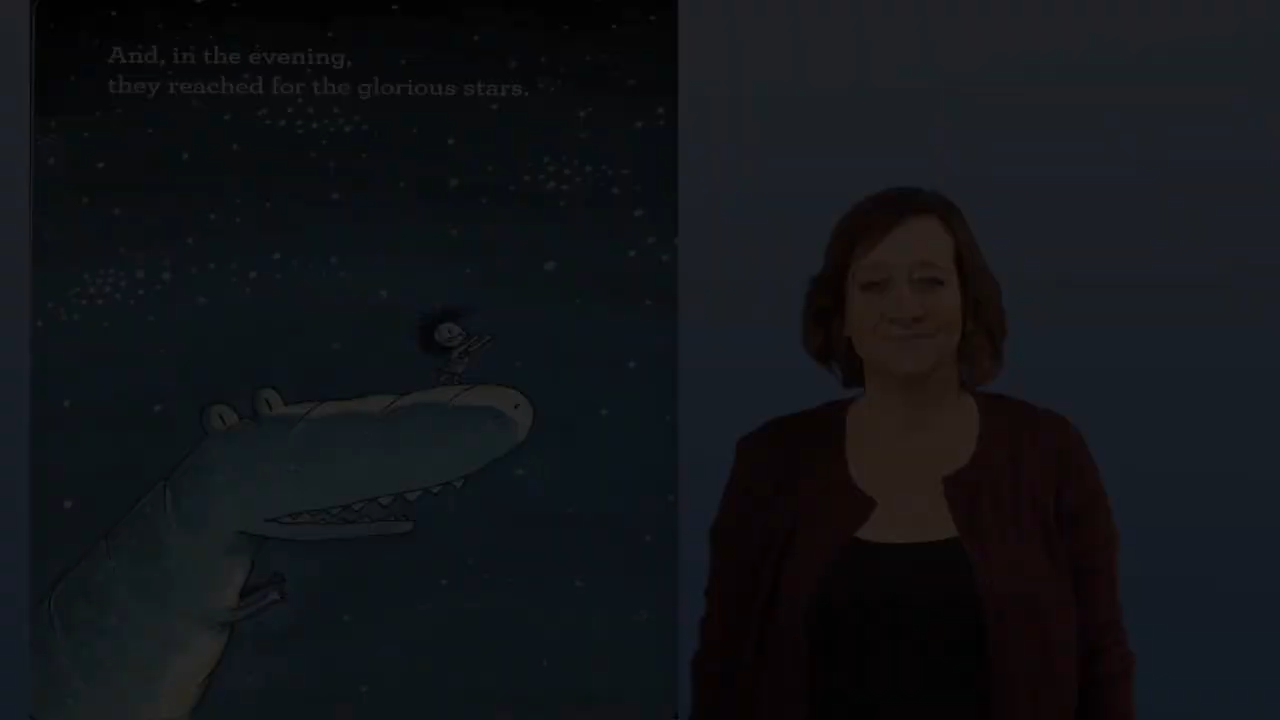 And, in the evening,
they reached for the glorious stars.